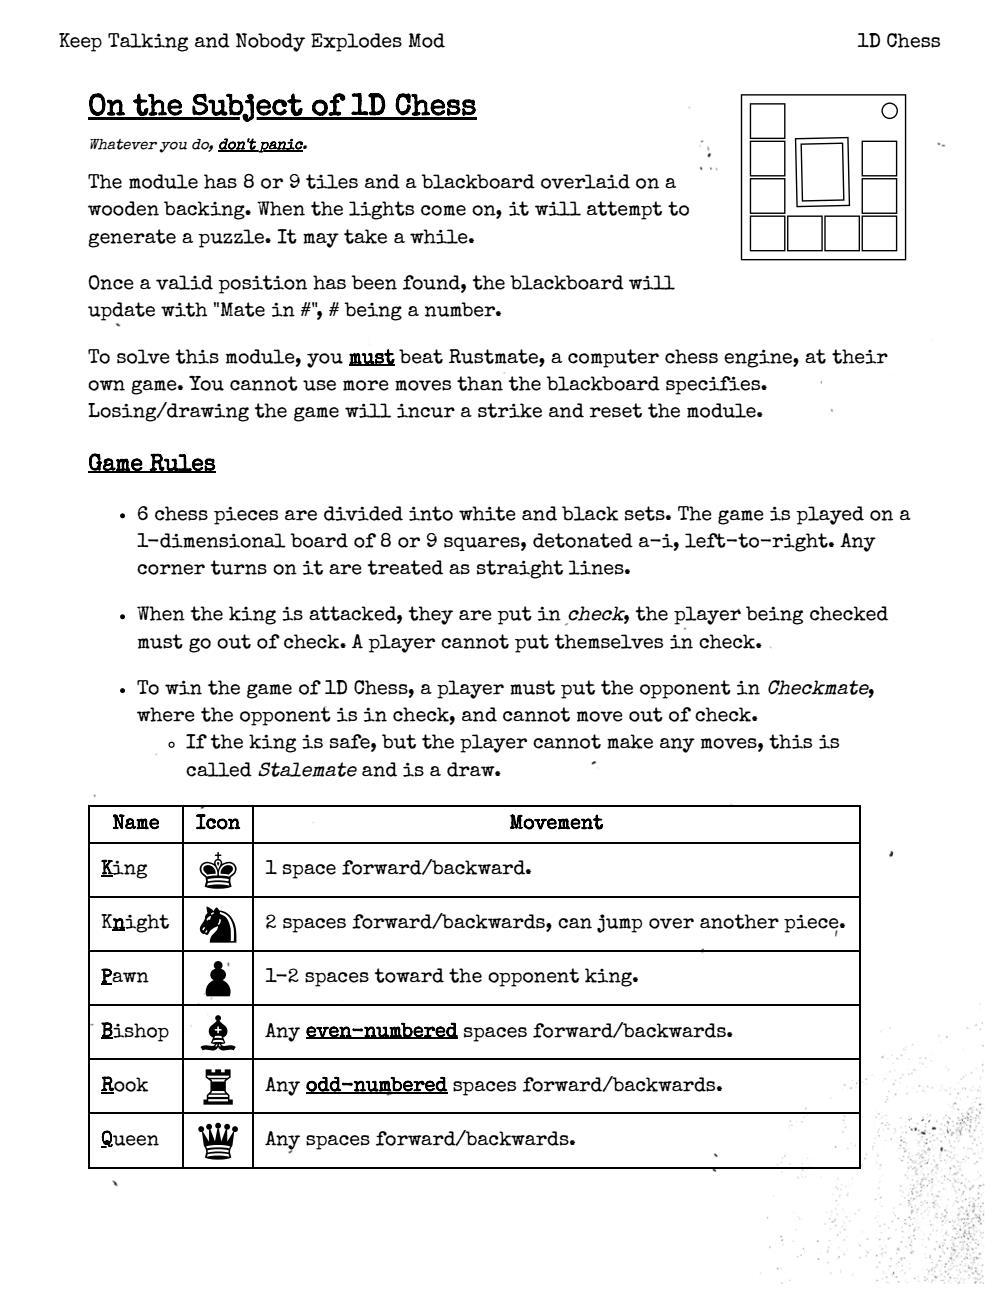 Keep Talking and Nobody Explodes Mod
1D Chess
On the Subject of 1D Chess
Whatever you do, don't panic.
The module has 8 or 9 tiles and a blackboard overlaid on a
wooden backing. When the lights come on, it will attempt to
generate a puzzle. It may take a while.
Once a valid position has been found, the blackboard will
update with "Mate in #", # being a number.
To solve this module, you must beat Rustmate, a computer chess engine, at their
own game. You cannot use more moves than the blackboard specifies.
Losing/drawing the game will incur a strike and reset the module.
Game Rules
• 6 chess pieces are divided into white and black sets. The game is played on a
1-dimensional board of 8 or 9 squares, detonated a-i, left-to-right. Any
corner turns on it are treated as straight lines.
• When the king is attacked, they are put in check, the player being checked
must go out of check. A player cannot put themselves in check.
• To win the game of 1D Chess, a player must put the opponent in Checkmate,
where the opponent is in check, and cannot move out of check.
◦ If the king is safe, but the player cannot make any moves, this is
called Stalemate and is a draw.
Name Icon Movement
King 1 space forward/backward.
Knight 2 spaces forward/backwards, can jump over another piece.
Pawn 1-2 spaces toward the opponent king.
Bishop Any even-numbered spaces forward/backwards.
Rook Any odd-numbered spaces forward/backwards.
Queen Any spaces forward/backwards.